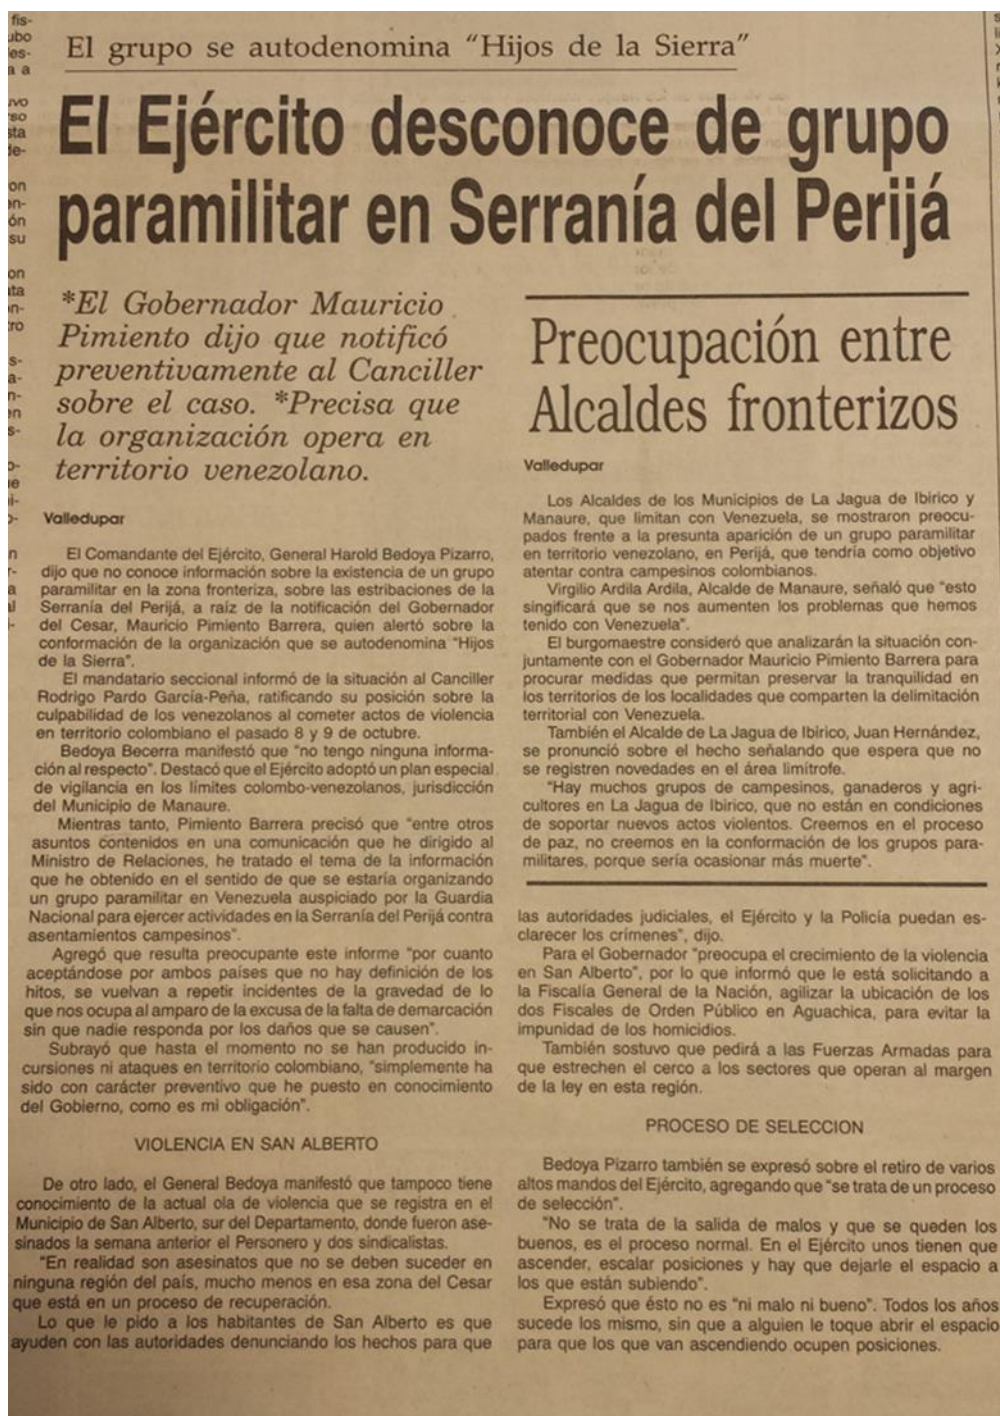 El grupo se autodenomina “Hijos de la Sierra”
El Ejército desconoce de grupo
paramilitar en Serranía del Perijá
*El Gobernador Mauricio
Pimiento dijo que notificó
preventivamente al Canciller
sobre el caso. *Precisa que
la organización opera en
territorio venezolano.
Valledupar
El Comandante del Ejército, General Harold Bedoya Pizarro,
dijo que no conoce información sobre la existencia de un grupo
paramilitar en la zona fronteriza, sobre las estribaciones de la
Serranía del Perijá, a raíz de la notificación del Gobernador
del Cesar, Mauricio Pimiento Barrera, quien alertó sobre la
conformación de la organización que se autodenomina "Hijos
de la Sierra".
El mandatario seccional informó de la situación al Canciller
Rodrigo Pardo García-Peña, ratificando su posición sobre la
culpabilidad de los venezolanos al cometer actos de violencia
en territorio colombiano el pasado 8 y 9 de octubre.
Bedoya Becerra manifestó que "no tengo ninguna informa-
ción al respecto". Destacó que el Ejército adoptó un plan especial
de vigilancia en los límites colombo-venezolanos, jurisdicción
del Municipio de Manaure.
Mientras tanto, Pimiento Barrera precisó que "entre otros
asuntos contenidos en una comunicación que he dirigido al
Ministro de Relaciones, he tratado el tema de la información
que he obtenido en el sentido de que se estaría organizando
un grupo paramilitar en Venezuela auspiciado por la Guardia
Nacional para ejercer actividades en la Serranía del Perijá contra
asentamientos campesinos".
Agregó que resulta preocupante este informe "por cuanto
aceptándose por ambos países que no hay definición de los
hitos, se vuelvan a repetir incidentes de la gravedad de lo
que nos ocupa al amparo de la excusa de la falta de demarcación
sin que nadie responda por los daños que se causen".
Subrayó que hasta el momento no se han producido in-
cursiones ni ataques en territorio colombiano, "simplemente ha
sido con carácter preventivo que he puesto en conocimiento
del Gobierno, como es mi obligación".
VIOLENCIA EN SAN ALBERTO
De otro lado, el General Bedoya manifestó que tampoco tiene
conocimiento de la actual ola de violencia que se registra en el
Municipio de San Alberto, sur del Departamento, donde fueron ase-
sinados la semana anterior el Personero y dos sindicalistas.
"En realidad son asesinatos que no se deben suceder en
ninguna región del país, mucho menos en esa zona del Cesar
que está en un proceso de recuperación.
Lo que le pido a los habitantes de San Alberto es que
ayuden con las autoridades denunciando los hechos para que
Preocupación entre
Alcaldes fronterizos
Valledupar
Los Alcaldes de los Municipios de La Jagua de Ibirico y
Manaure, que limitan con Venezuela, se mostraron preocu-
pados frente a la presunta aparición de un grupo paramilitar
en territorio venezolano, en Perijá, que tendría como objetivo
atentar contra campesinos colombianos.
Virgilio Ardila Ardila, Alcalde de Manaure, señaló que "esto
singificará que se nos aumenten los problemas que hemos
tenido con Venezuela".
El burgomaestre consideró que analizarán la situación con-
juntamente con el Gobernador Mauricio Pimiento Barrera para
procurar medidas que permitan preservar la tranquilidad en
los territorios de los localidades que comparten la delimitación
territorial con Venezuela.
También el Alcalde de La Jagua de Ibirico, Juan Hernández,
se pronunció sobre el hecho señalando que espera que no
se registren novedades en el área limítrofe.
"Hay muchos grupos de campesinos, ganaderos y agri-
cultores en La Jagua de Ibirico, que no están en condiciones
de soportar nuevos actos violentos. Creemos en el proceso
de paz, no creemos en la conformación de los grupos para-
militares, porque sería ocasionar más muerte".
las autoridades judiciales, el Ejército y la Policía puedan es-
clarecer los crímenes", dijo.
Para el Gobernador "preocupa el crecimiento de la violencia
en San Alberto", por lo que informó que le está solicitando a
la Fiscalía General de la Nación, agilizar la ubicación de los
dos Fiscales de Orden Público en Aguachica, para evitar la
impunidad de los homicidios.
También sostuvo que pedirá a las Fuerzas Armadas para
que estrechen el cerco a los sectores que operan al margen
de la ley en esta región.
PROCESO DE SELECCION
Bedoya Pizarro también se expresó sobre el retiro de varios
altos mandos del Ejército, agregando que "se trata de un proceso
de selección".
"No se trata de la salida de malos y que se queden los
buenos, es el proceso normal. En el Ejército unos tienen que
ascender, escalar posiciones y hay que dejarle el espacio a
los que están subiendo".
Expresó que ésto no es "ni malo ni bueno". Todos los años
sucede los mismo, sin que a alguien le toque abrir el espacio
para que los que van ascendiendo ocupen posiciones.